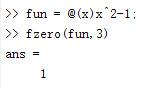 >> fun = @(x)x^2-1;
>> fzero(fun,3)
ans =
1